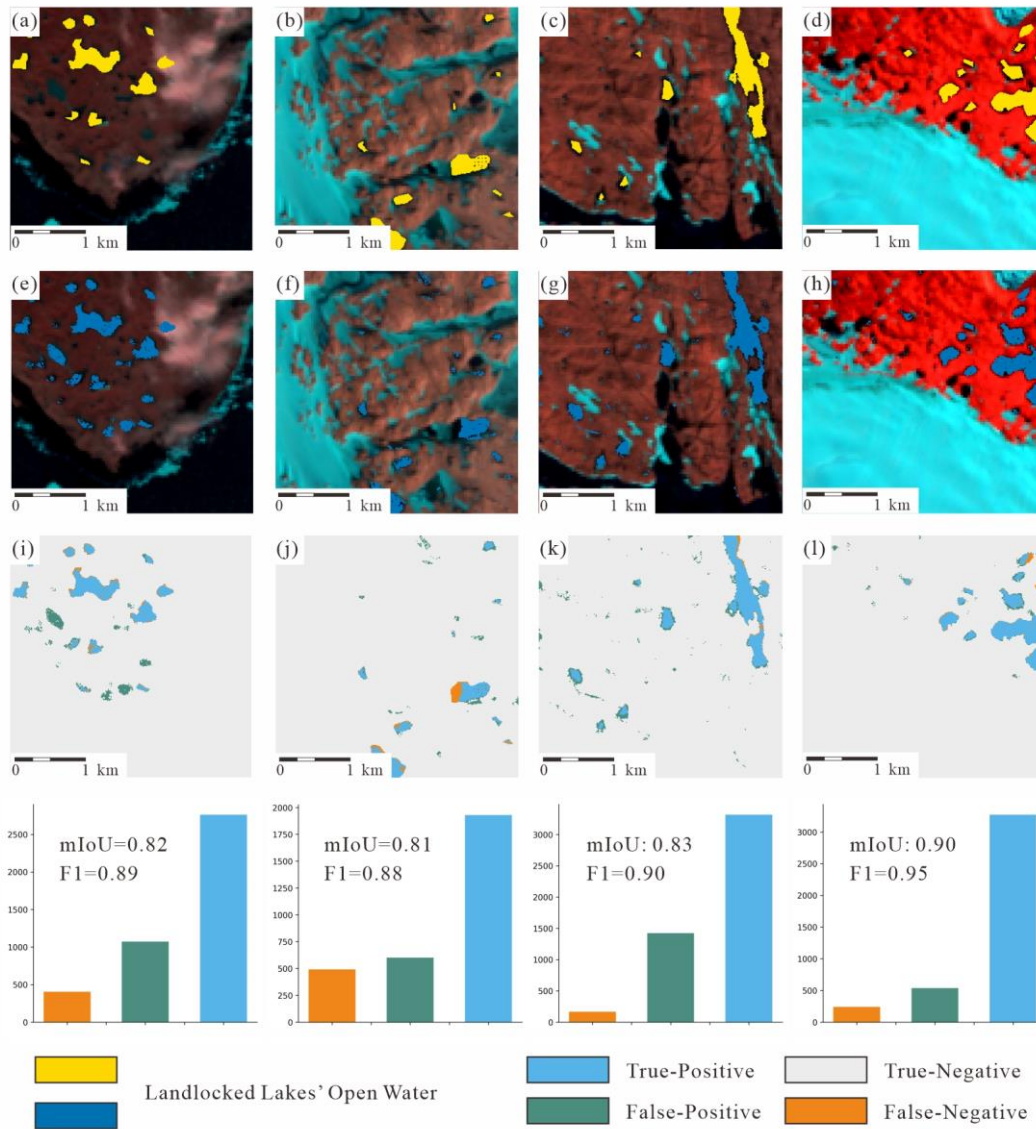 (a) (b) (c) (d)
0 1 km 0 1 km 0 1 km 0 1 km
(e) (f) (g) (h)
0 1 km 0 1 km 0 1 km 0 1 km
(i) (j) (k) (l)
0 1 km 0 1 km 0 1 km 0 1 km
2500
2000
1500
1000
500
0
mIoU=0.82
F1=0.89
2000
1750
1500
1250
1000
750
500
250
0
mIoU=0.81
F1=0.88
3000
2500
2000
1500
1000
500
0
mIoU: 0.83
F1=0.90
3000
2500
2000
1500
1000
500
0
mIoU: 0.90
F1=0.95
Landlocked Lakes' Open Water
True-Positive
True-Negative
False-Positive
False-Negative